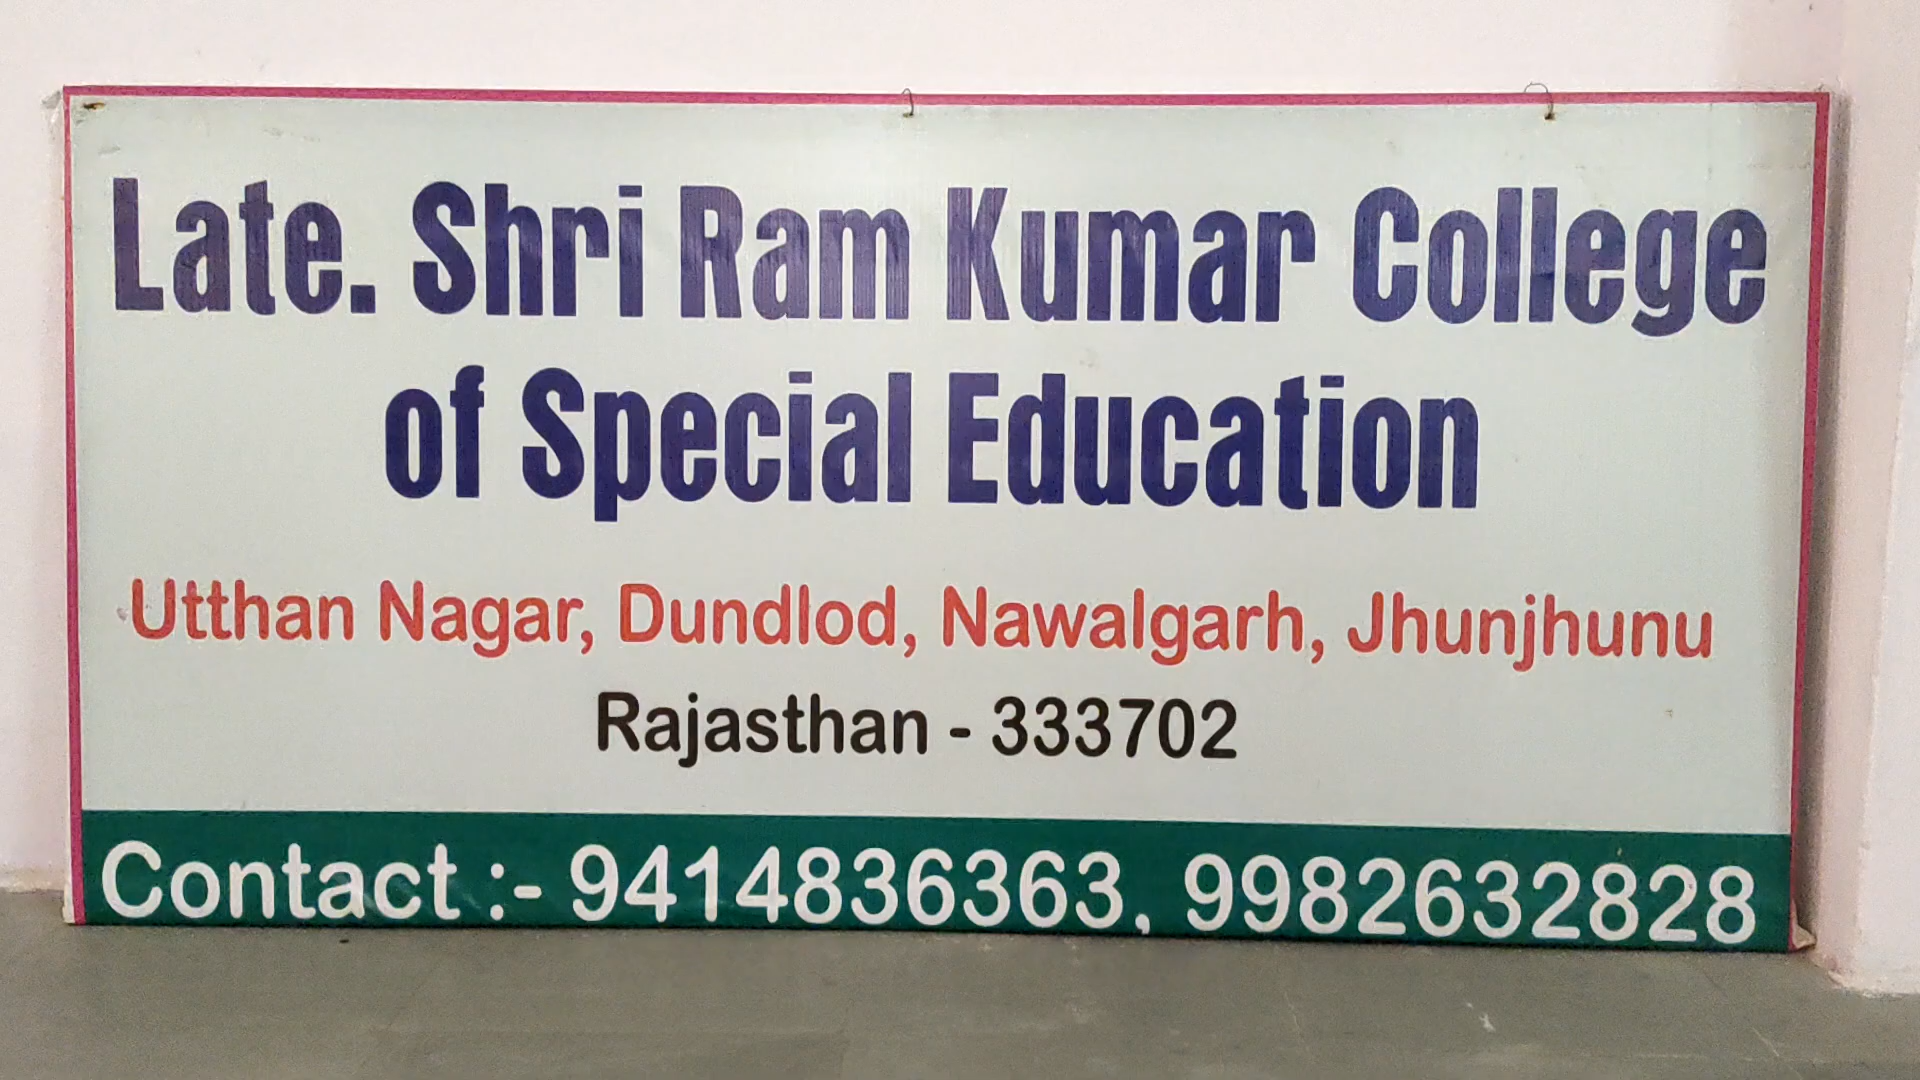 Late. Shri Ram Kumar College
of Special Education
Utthan Nagar, Dundlod, Nawalgarh, Jhunjhunu
Rajasthan - 333702
Contact :- 9414836363, 9982632828